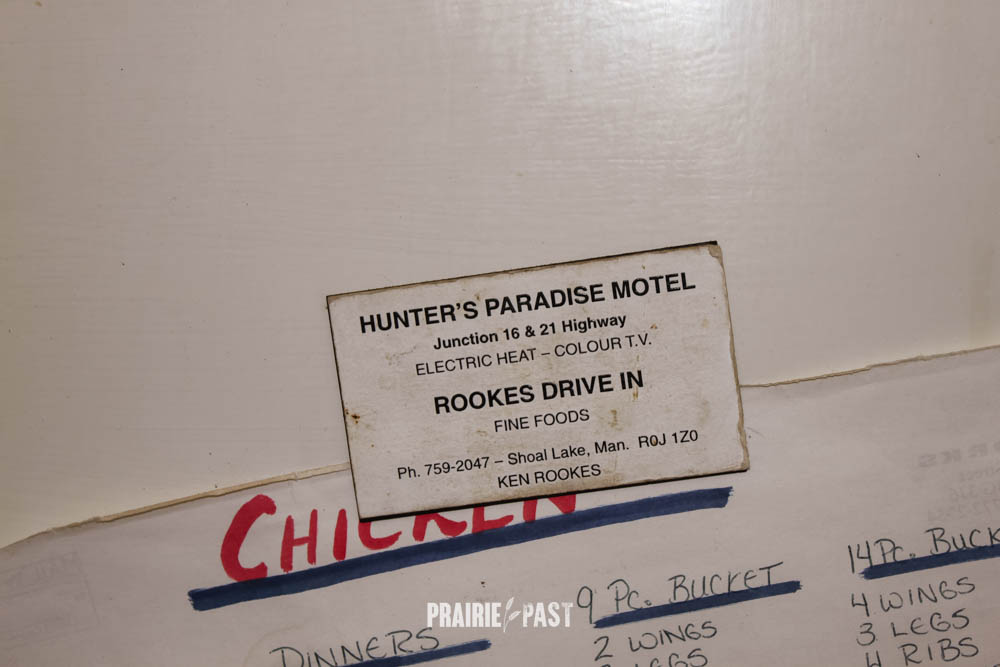 HUNTER'S PARADISE MOTEL
Junction 16 & 21 Highway
ELECTRIC HEAT – COLOUR T.V.
ROOKES DRIVE IN
FINE FOODS
Ph. 759-2047 – Shoal Lake, Man. R0J 1Z0
KEN ROOKES
CHICKEN
DINNERS
9 Pc. BUCKET
2 WINGS
LEGS
14 Pc. BUCK
4 WINGS
3 LEGS
4 RIBS
PRAIRIE PAST